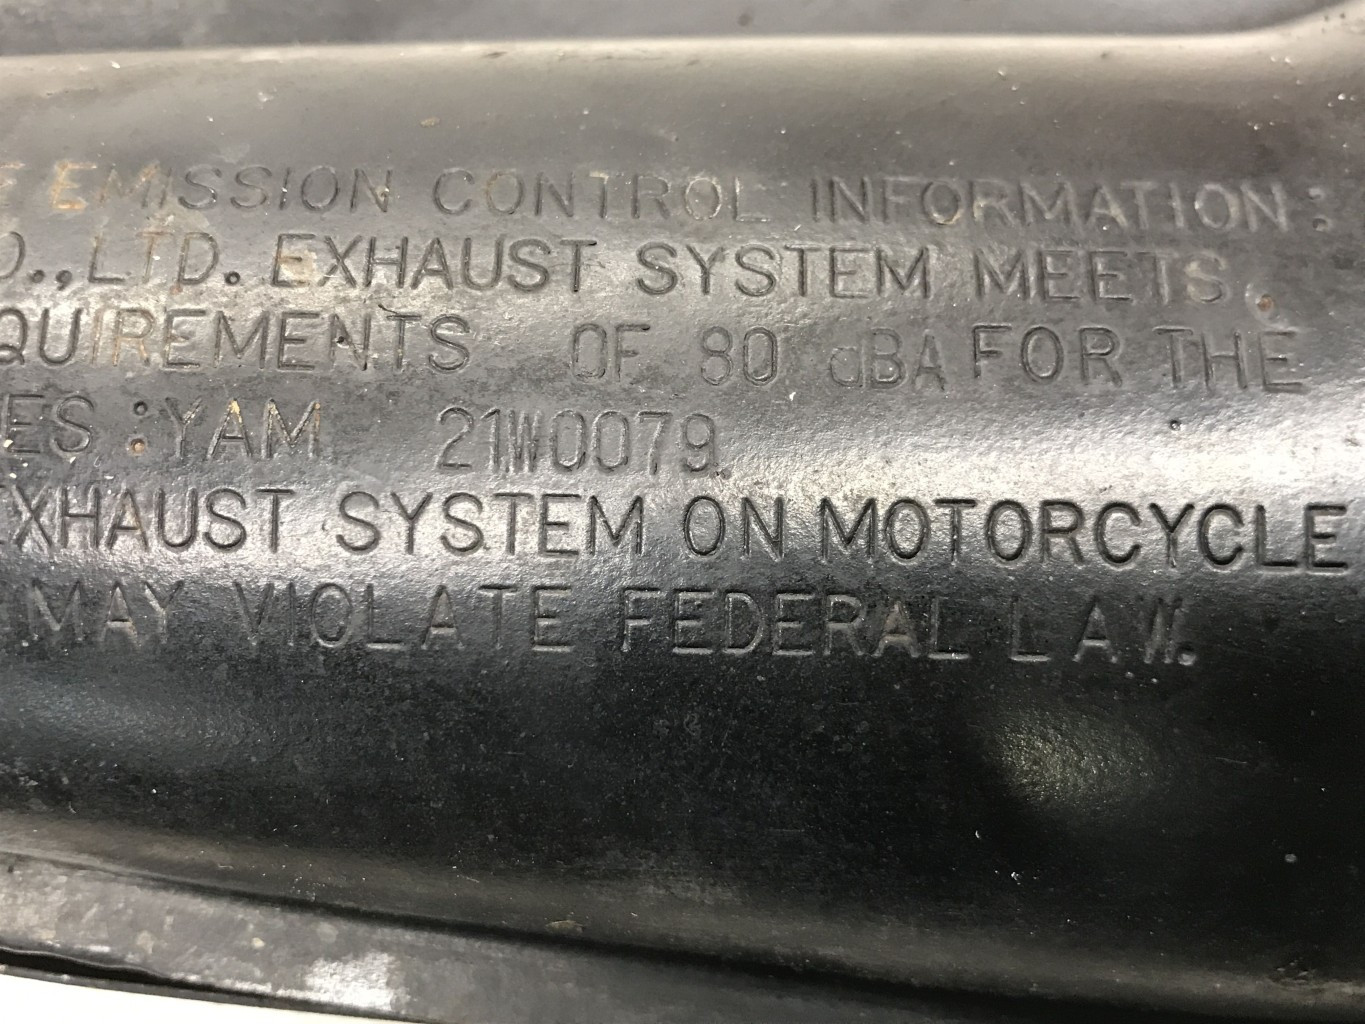 E EMISSION CONTROL INFORMATION:
O.,LTD. EXHAUST SYSTEM MEETS
QUIREMENTS OF 80 dBA FOR THE
ES :YAM 21W0079.
EXHAUST SYSTEM ON MOTORCYCLE
MAY VIOLATE FEDERAL LAW.